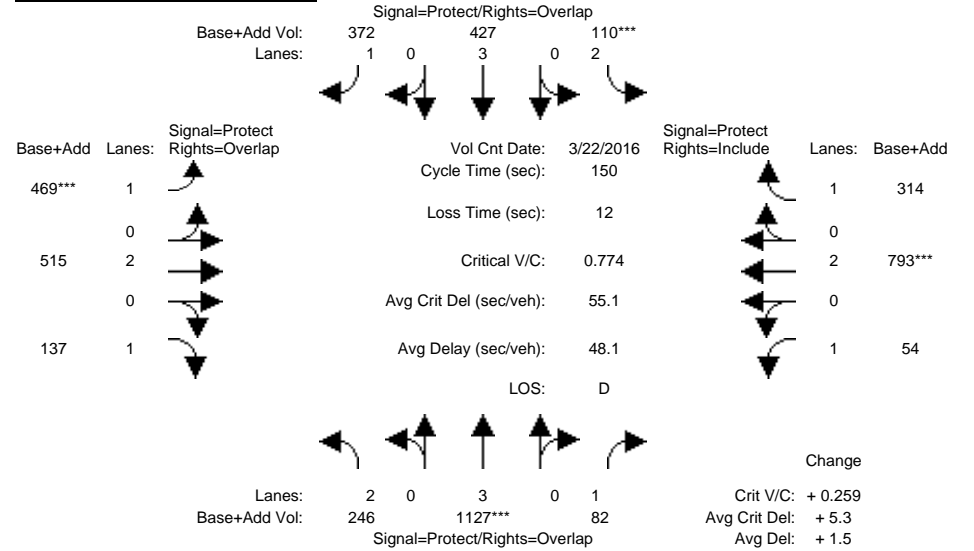 Signal=Protect/Rights=Overlap
Base+Add Vol: 372 427 110***
Lanes: 1 0 3 0 2
Signal=Protect
Rights=Overlap
Base+Add Lanes:
Vol Cnt Date: 3/22/2016
Signal=Protect
Rights=Include Lanes: Base+Add
Cycle Time (sec): 150
469*** 1
1 314
Loss Time (sec): 12
0
0
515 2
Critical V/C: 0.774
2 793***
0
Avg Crit Del (sec/veh): 55.1
0
137 1
Avg Delay (sec/veh): 48.1
1 54
LOS: D
Change
Lanes: 2 0 3 0 1
Crit V/C: + 0.259
Base+Add Vol: 246 1127*** 82
Avg Crit Del: + 5.3
Signal=Protect/Rights=Overlap
Avg Del: + 1.5